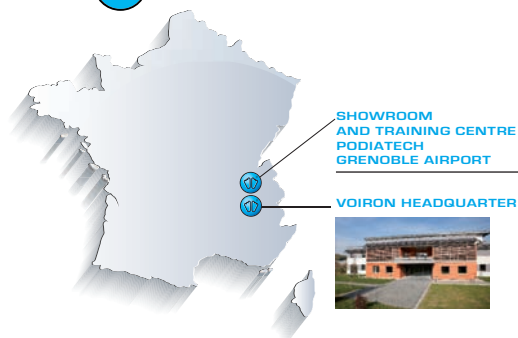 SHOWROOM
AND TRAINING CENTRE
PODIATECH
GRENOBLE AIRPORT
VOIRON HEADQUARTER